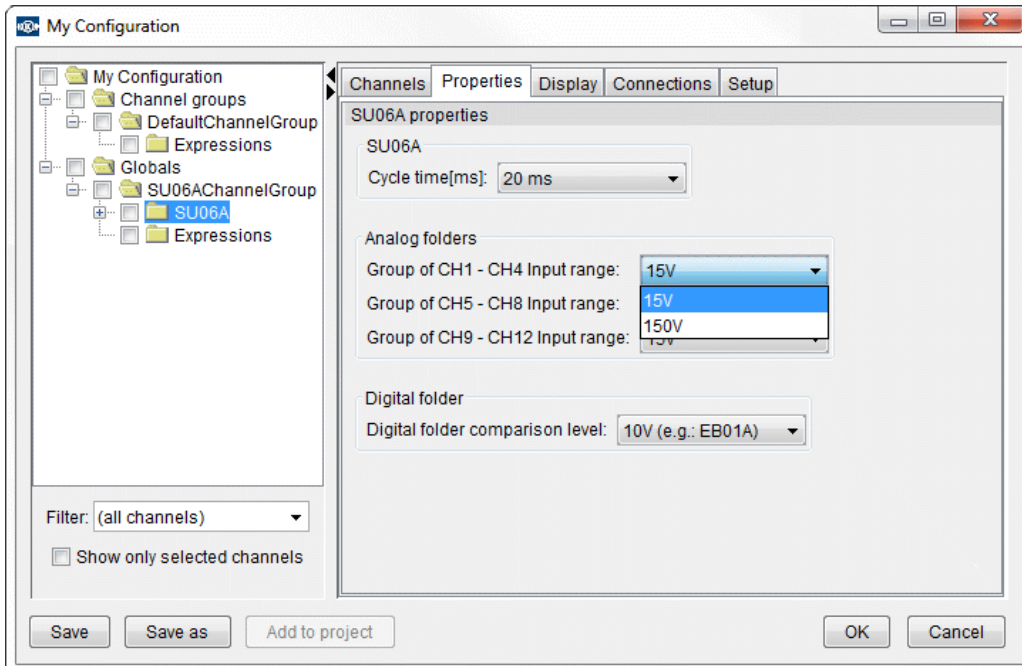 My Configuration
My Configuration
Channel groups
DefaultChannelGroup
Expressions
Globals
SU06AChannelGroup
SU06A
Expressions
Filter: (all channels)
Show only selected channels
Channels Properties Display Connections Setup
SU06A properties
SU06A
Cycle time[ms]: 20 ms
Analog folders
Group of CH1 - CH4 Input range: 15V
15V
Group of CH5 - CH8 Input range:
150V
Group of CH9 - CH12 Input range: 15V
Digital folder
Digital folder comparison level: 10V (e.g.: EB01A)
Save Save as Add to project OK Cancel